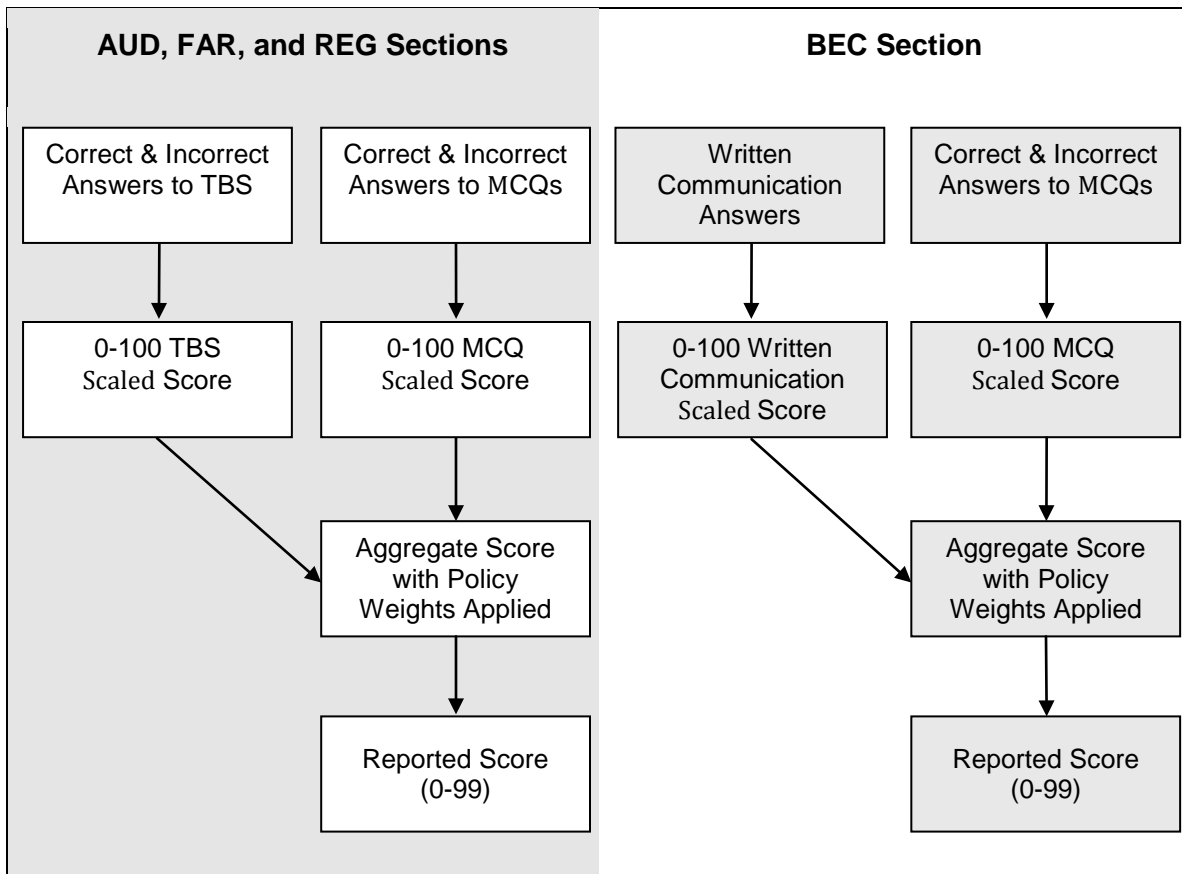 AUD, FAR, and REG Sections
Correct & Incorrect
Answers to TBS
Correct & Incorrect
Answers to MCQs
0-100 TBS
Scaled Score
0-100 MCQ
Scaled Score
Aggregate Score
with Policy
Weights Applied
Reported Score
(0-99)
BEC Section
Written
Communication
Answers
Correct & Incorrect
Answers to MCQs
0-100 Written
Communication
Scaled Score
0-100 MCQ
Scaled Score
Aggregate Score
with Policy
Weights Applied
Reported Score
(0-99)